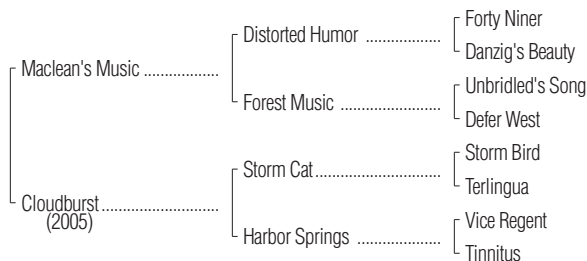 Forty Niner
Distorted Humor ....................
Danzig's Beauty
Maclean's Music ....................
Unbridled's Song
Forest Music ....................
Defer West
Storm Bird
Storm Cat ....................
Terlingua
Cloudburst ....................
(2005)
Vice Regent
Harbor Springs ....................
Tinnitus